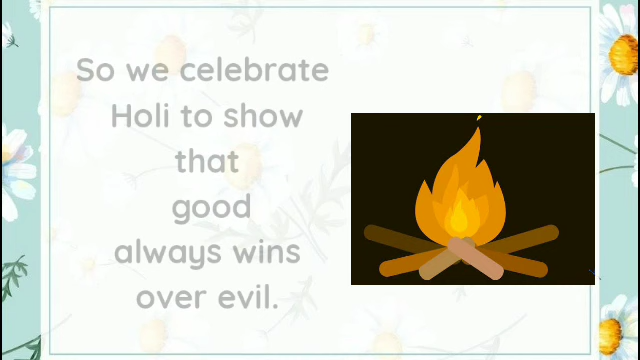 So we celebrate
Holi to show
that
good
always wins
over evil.